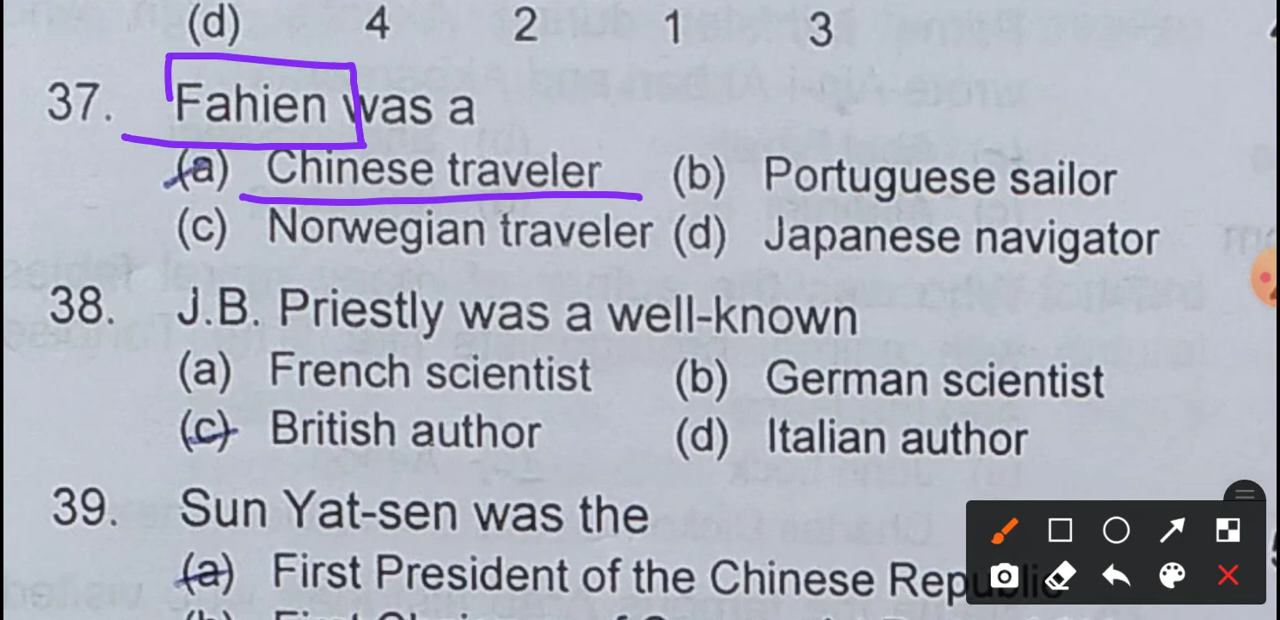 (d) 4 2 1 3
37. Fahien was a
(a) Chinese traveler (b) Portuguese sailor
(c) Norwegian traveler (d) Japanese navigator
38. J.B. Priestly was a well-known
(a) French scientist (b) German scientist
(c) British author (d) Italian author
39. Sun Yat-sen was the
(a) First President of the Chinese Republic